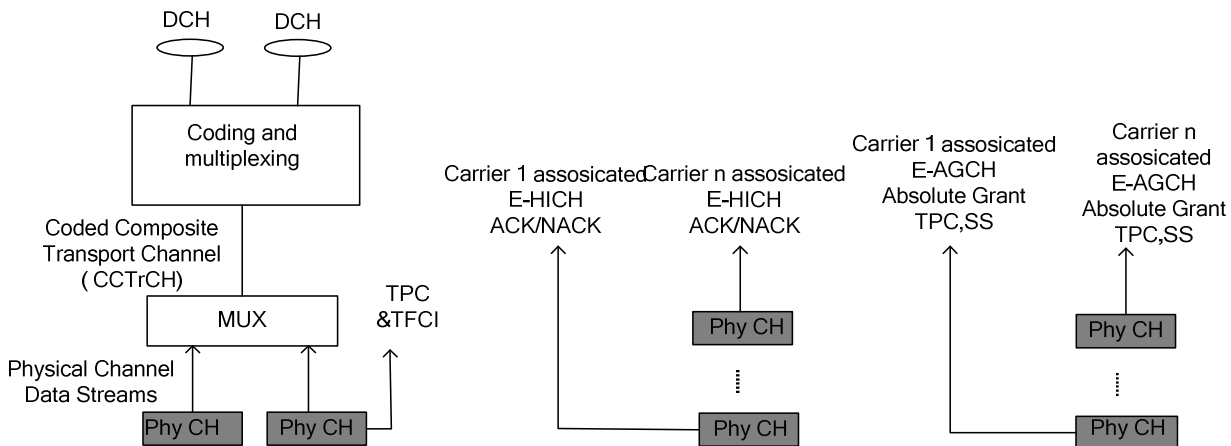 DCH
DCH
Coding and
multiplexing
Coded Composite
Transport Channel
( CCTrCH)
MUX
TPC
&TFCI
Physical Channel
Data Streams
Phy CH
Phy CH
Carrier 1 assosicated
E-HICH
ACK/NACK
Carrier n assosicated
E-HICH
ACK/NACK
Phy CH
Phy CH
Carrier 1 assosicated
E-AGCH
Absolute Grant
TPC,SS
Carrier n
assosicated
E-AGCH
Absolute Grant
TPC,SS
Phy CH
Phy CH